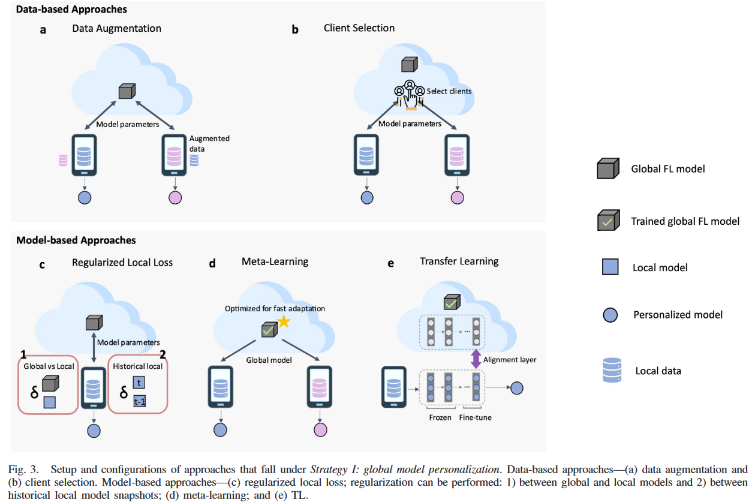 Data-based Approaches
a Data Augmentation
b Client Selection
Select clients
Model parameters
Model parameters
Augmented
data
Global FL model
Trained global FL model
Local model
Personalized model
Local data
Model-based Approaches
c Regularized Local Loss
d Meta-Learning
e Transfer Learning
Optimized for fast adaptation
Model parameters
1
2
Global vs Local
δ
Historical local
δ
t
t-1
Global model
Alignment layer
...
...
Frozen Fine-tune
Fig. 3. Setup and configurations of approaches that fall under Strategy I: global model personalization. Data-based approaches—(a) data augmentation and
(b) client selection. Model-based approaches—(c) regularized local loss; regularization can be performed: 1) between global and local models and 2) between
historical local model snapshots; (d) meta-learning; and (e) TL.